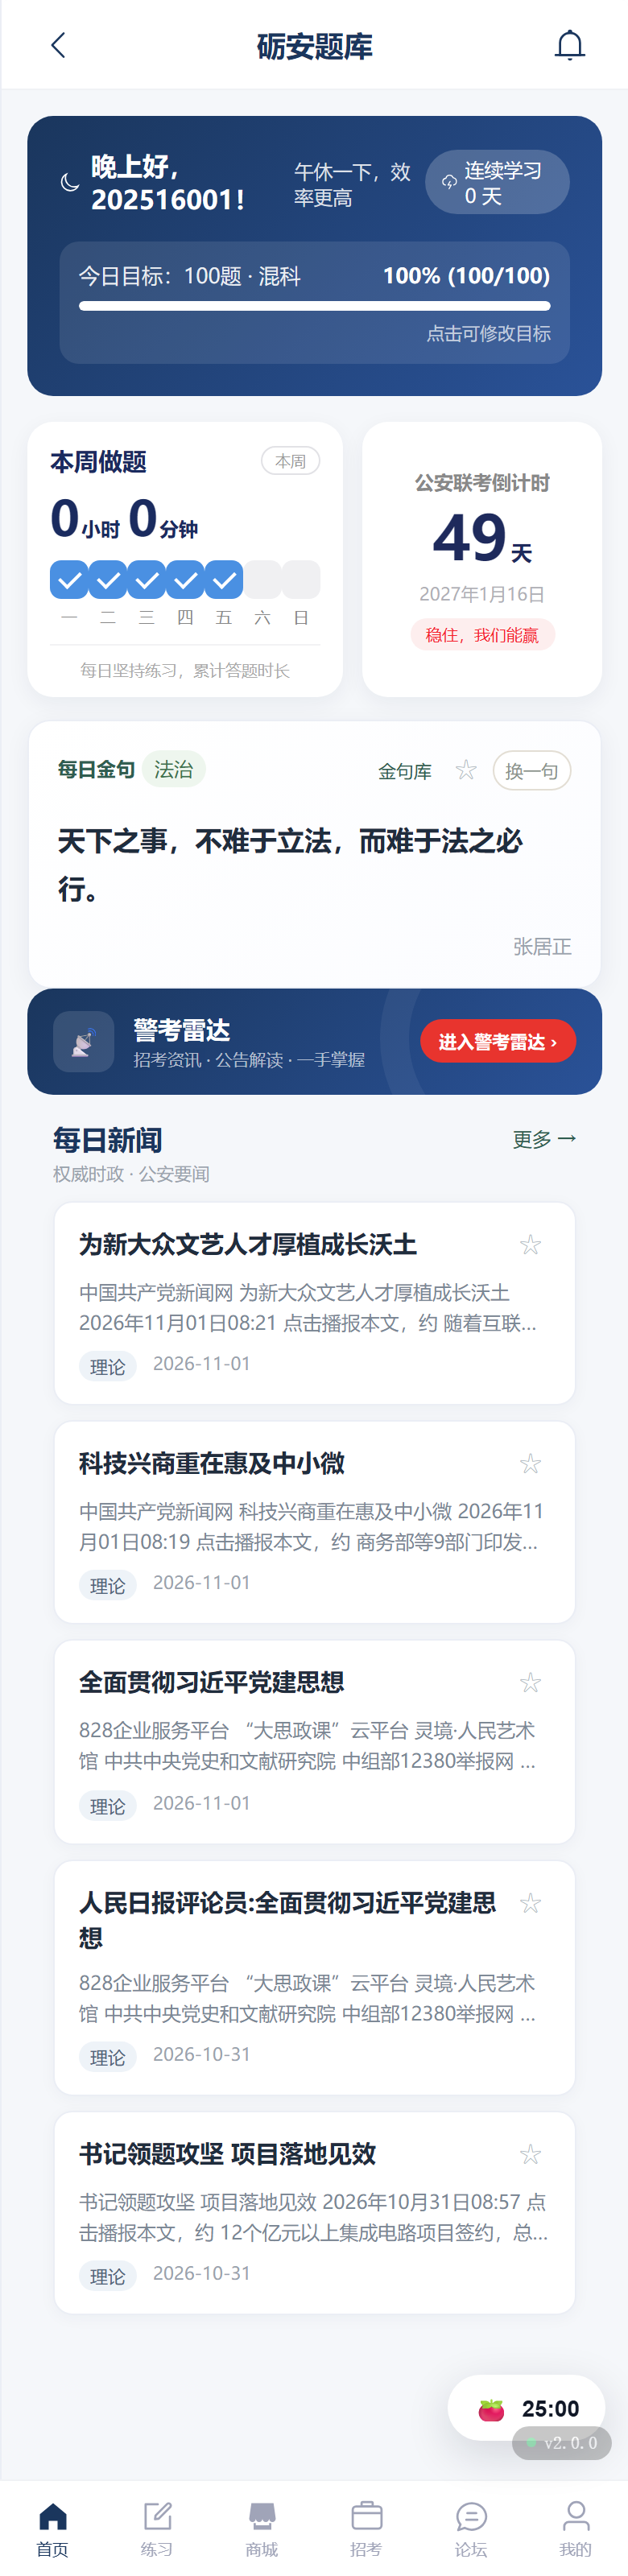 砺安题库
晚上好，
202516001！
午休一下，效
率更高
连续学习
0 天
今日目标：100题 · 混科
100% (100/100)
点击可修改目标
本周做题
本周
0小时 0分钟
一 二 三 四 五 六 日
每日坚持练习，累计答题时长
公安联考倒计时
49天
2027年1月16日
稳住，我们能赢
每日金句
法治
金句库
换一句
天下之事，不难于立法，而难于法之必
行。
张居正
警考雷达
招考资讯 · 公告解读 · 一手掌握
进入警考雷达 ›
每日新闻
更多 →
权威时政 · 公安要闻
为新大众文艺人才厚植成长沃土
中国共产党新闻网 为新大众文艺人才厚植成长沃土
2026年11月01日08:21 点击播报本文，约 随着互联...
理论
2026-11-01
科技兴商重在惠及中小微
中国共产党新闻网 科技兴商重在惠及中小微 2026年11
月01日08:19 点击播报本文，约 商务部等9部门印发...
理论
2026-11-01
全面贯彻习近平党建思想
828企业服务平台 “大思政课”云平台 灵境·人民艺术
馆 中共中央党史和文献研究院 中组部12380举报网 ...
理论
2026-11-01
人民日报评论员:全面贯彻习近平党建思
想
828企业服务平台 “大思政课”云平台 灵境·人民艺术
馆 中共中央党史和文献研究院 中组部12380举报网 ...
理论
2026-10-31
书记领题攻坚 项目落地见效
书记领题攻坚 项目落地见效 2026年10月31日08:57 点
击播报本文，约 12个亿元以上集成电路项目签约，总...
理论
2026-10-31
25:00
v2.0.0
首页
练习
商城
招考
论坛
我的